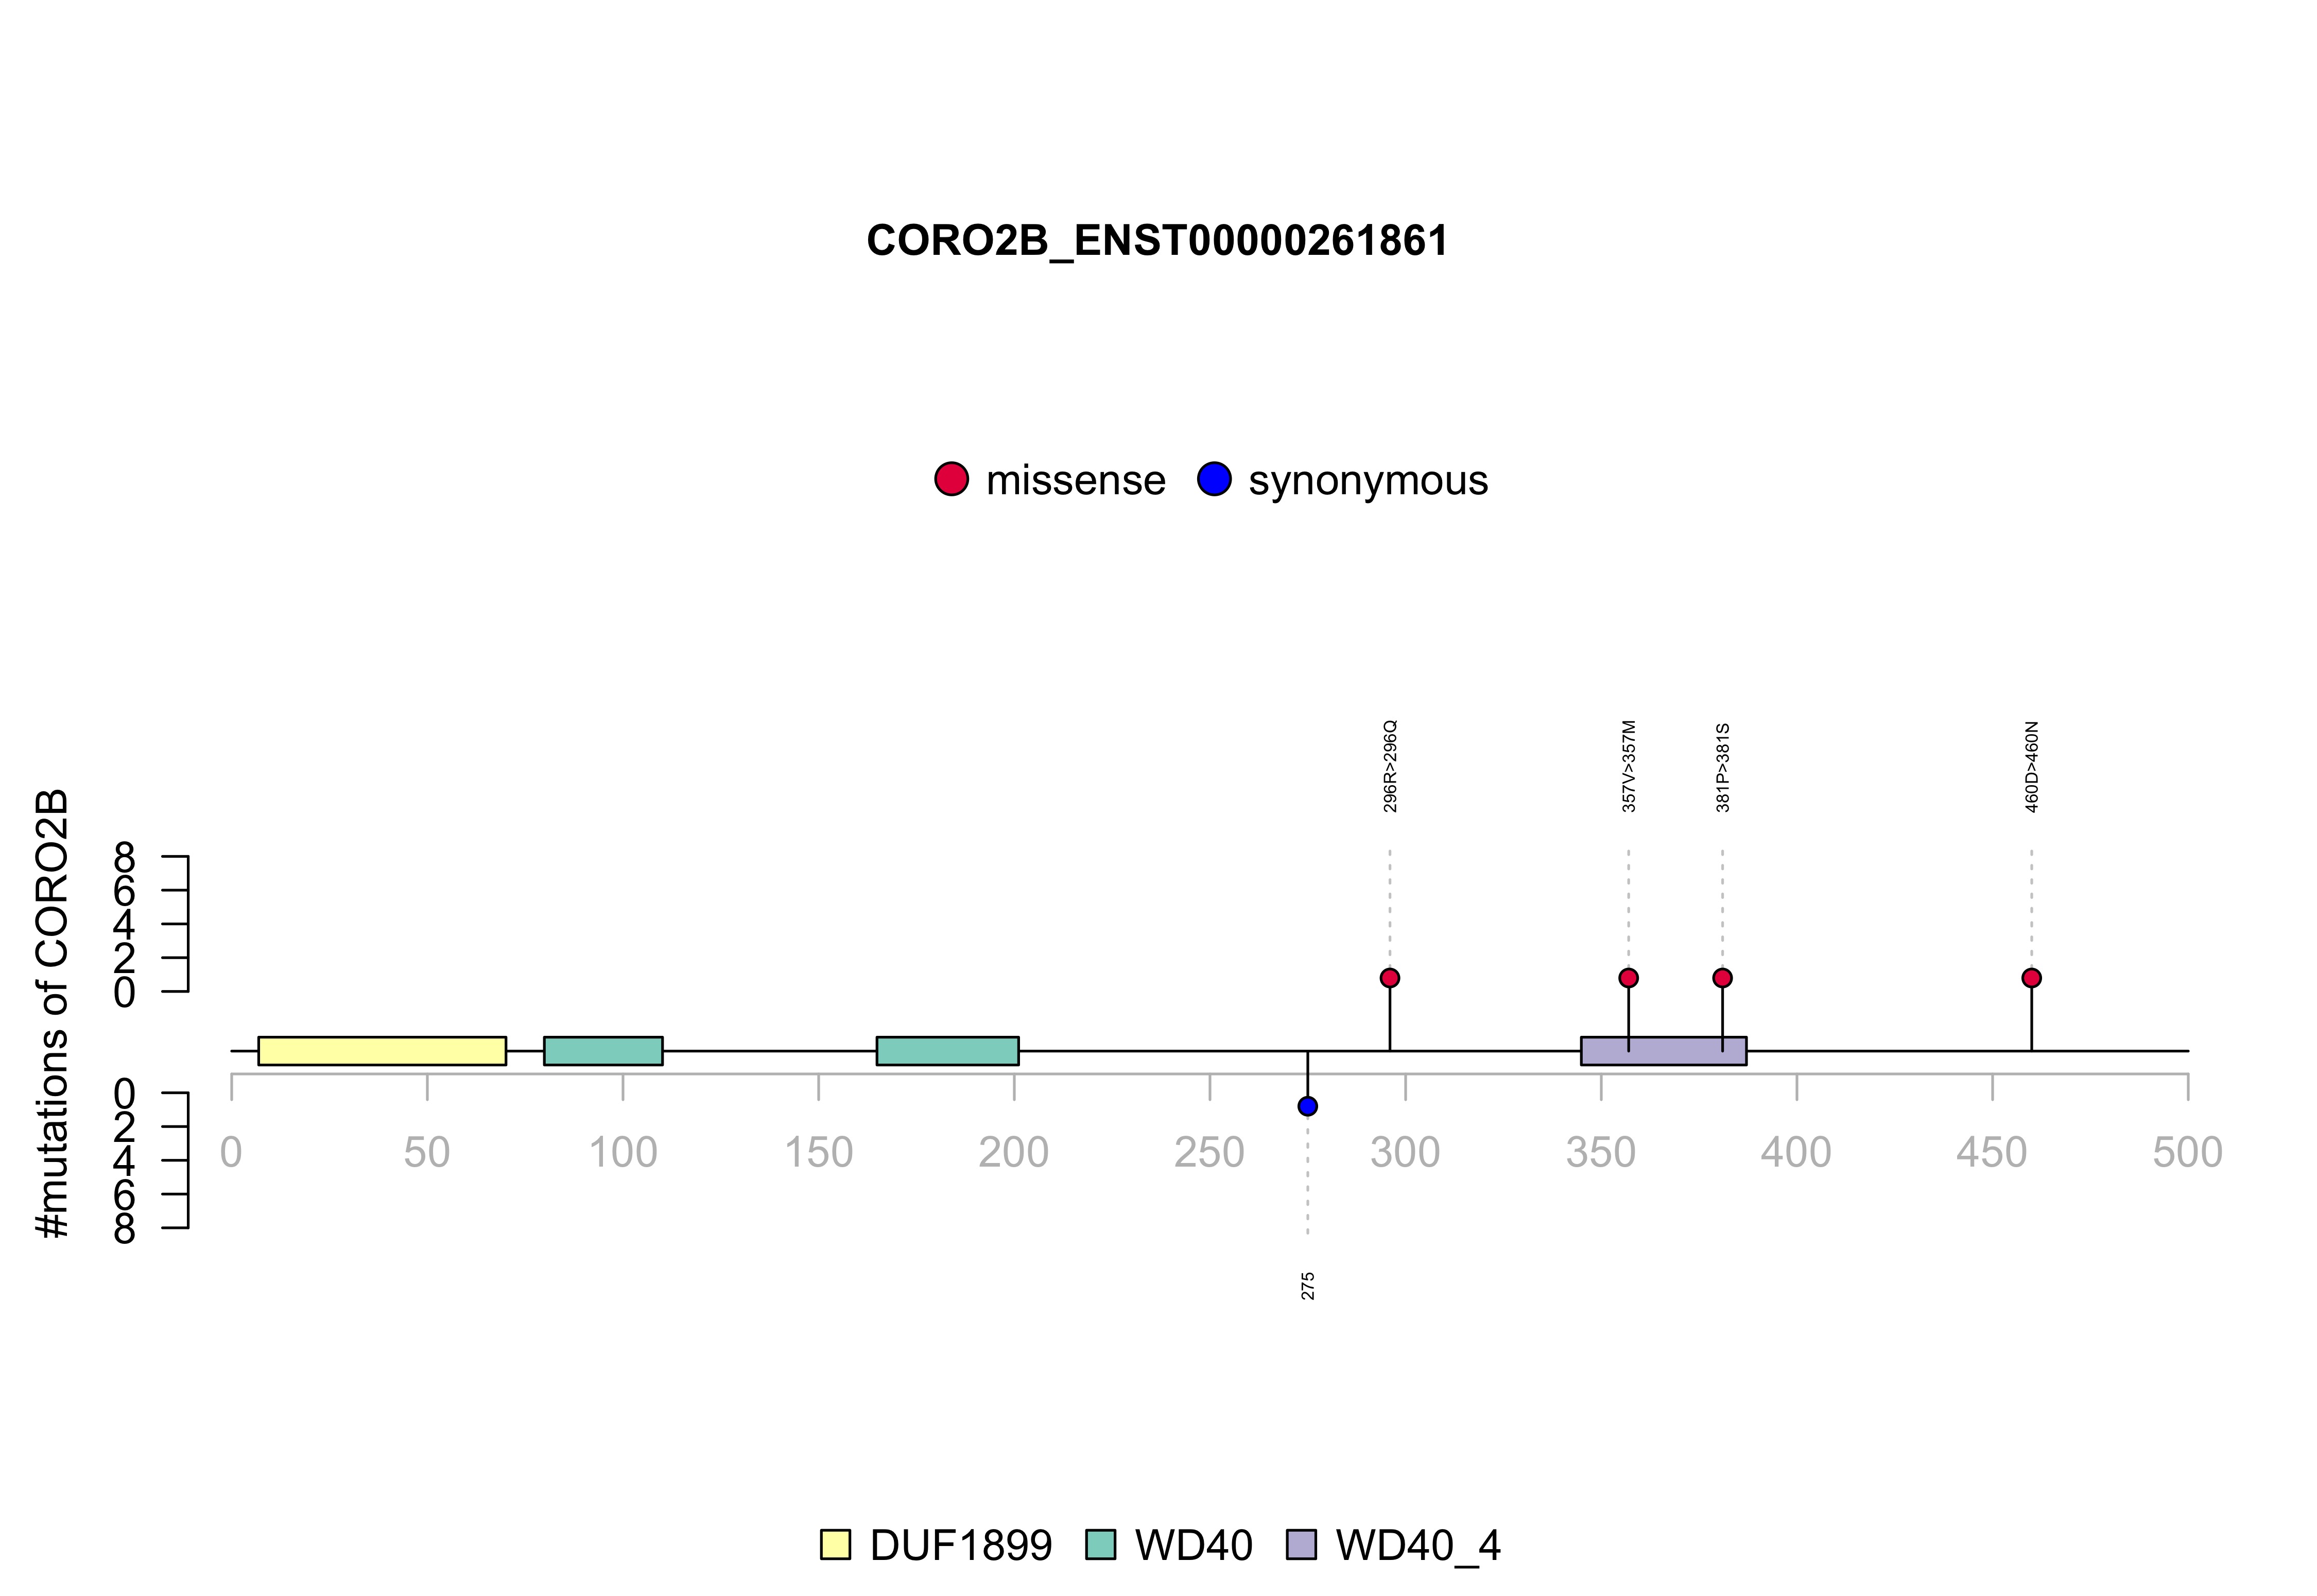 CORO2B_ENST00000261861
missense synonymous
296R>296Q 357V>357M 381P>381S 460D>460N
#mutations of CORO2B
8
6
4
2
0
0
2
4
6
8
0 50 100 150 200 250 300 350 400 450 500
275
DUF1899 WD40 WD40_4